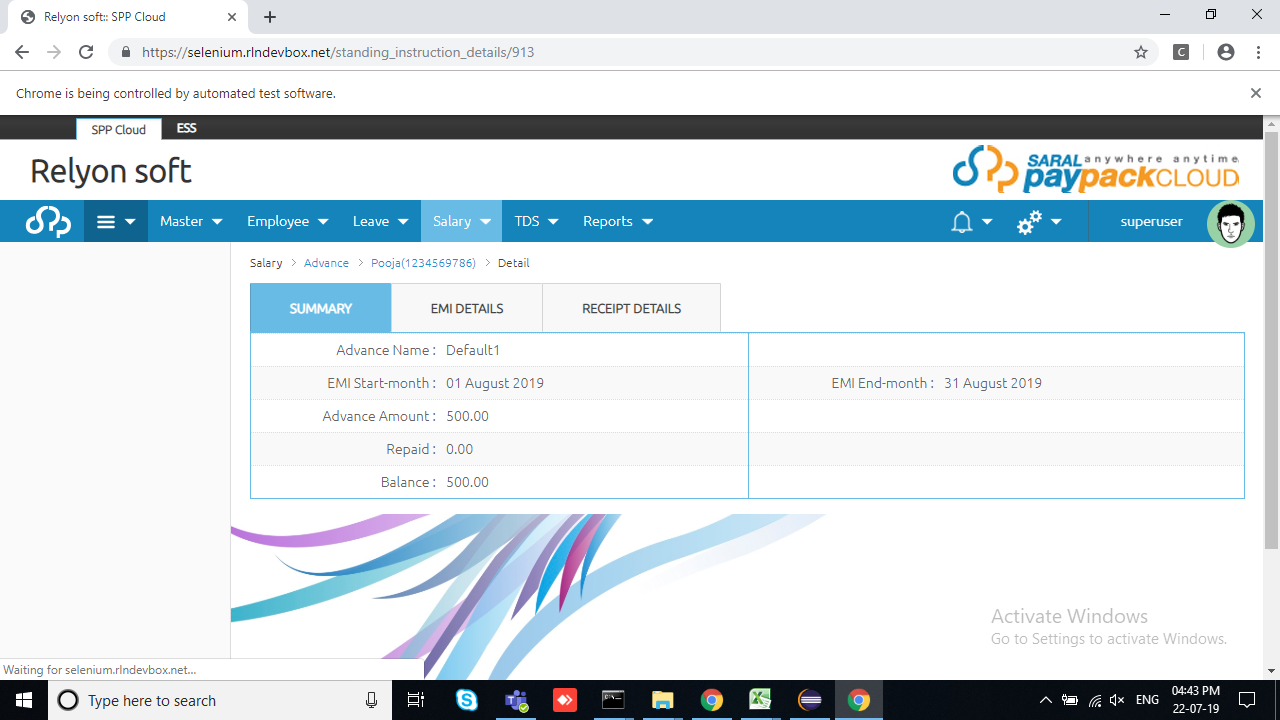 Relyon soft:: SPP Cloud
https://selenium.rlndevbox.net/standing_instruction_details/913
C
Chrome is being controlled by automated test software.
SPP Cloud ESS
Relyon soft
SARAL anywhere anytime
paypackCLOUD
Master Employee Leave Salary TDS Reports superuser
Salary > Advance > Pooja(1234569786) > Detail
SUMMARY EMI DETAILS RECEIPT DETAILS
Advance Name : Default1
EMI Start-month : 01 August 2019 EMI End-month : 31 August 2019
Advance Amount : 500.00
Repaid : 0.00
Balance : 500.00
Activate Windows
Go to Settings to activate Windows.
Waiting for selenium.rlndevbox.net...
Type here to search
ENG
04:43 PM
22-07-19